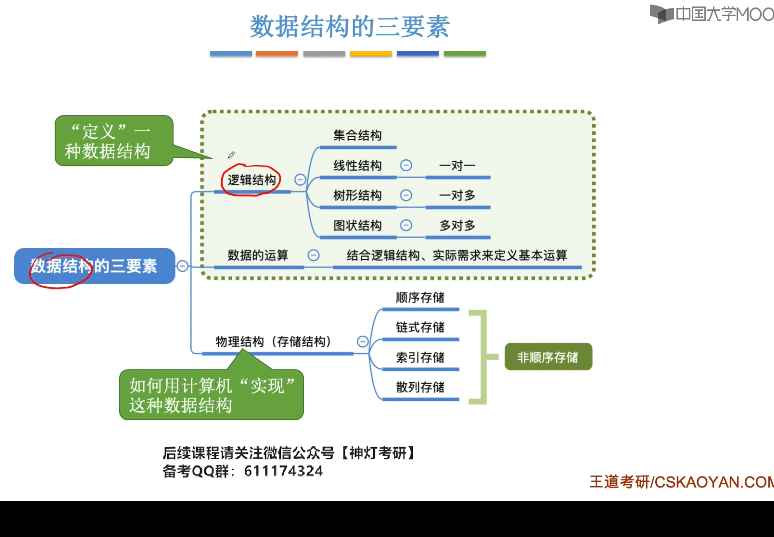 数据结构的三要素
中国大学MOO
“定义”一
种数据结构
集合结构
线性结构
一对一
逻辑结构
树形结构
一对多
图状结构
多对多
数据的运算
结合逻辑结构、实际需求来定义基本运算
数据结构的三要素
顺序存储
链式存储
物理结构（存储结构）
索引存储
非顺序存储
散列存储
如何用计算机“实现”
这种数据结构
后续课程请关注微信公众号【神灯考研】
备考QQ群：611174324
王道考研/CSKAOYAN.COM